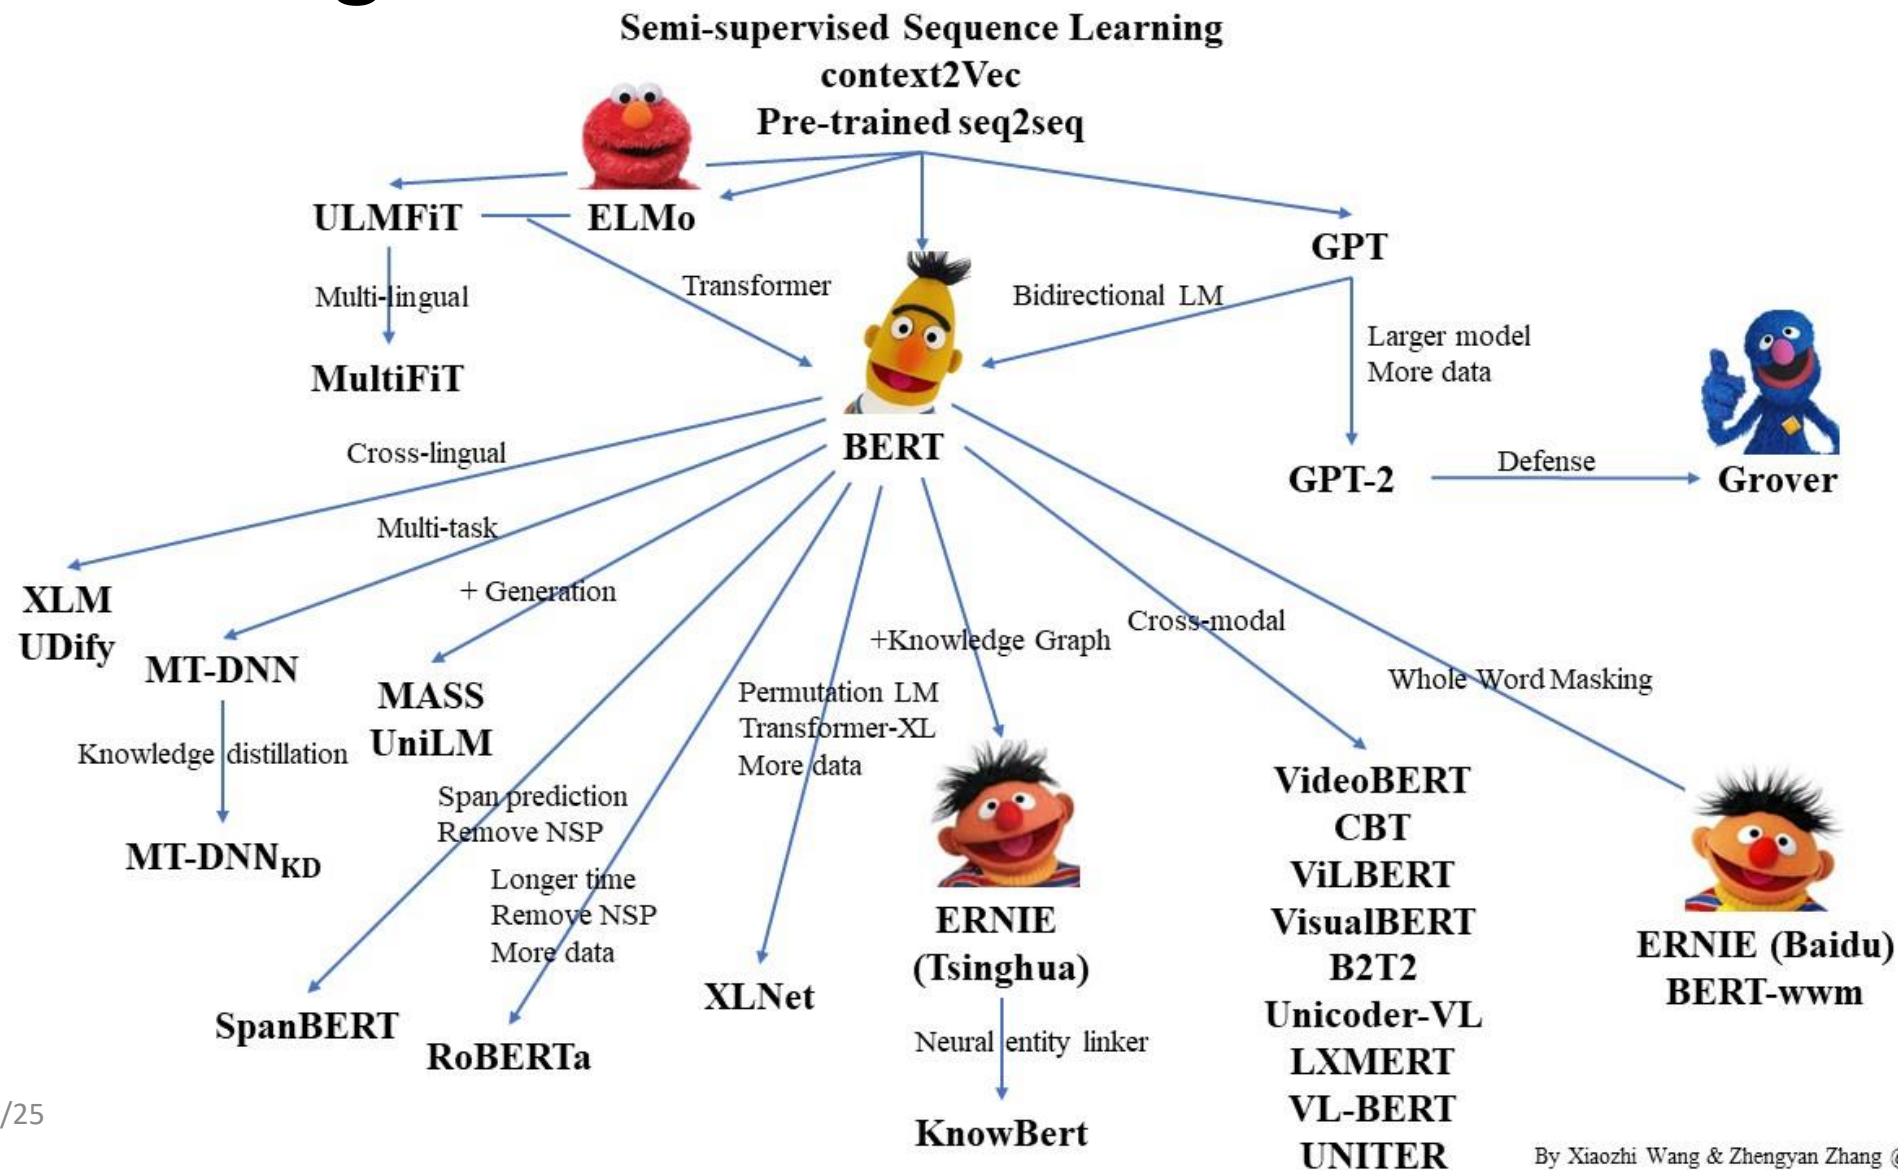 Semi-supervised Sequence Learning
context2Vec
Pre-trained seq2seq
ULMFiT
ELMo
GPT
Multi-lingual
Transformer
Bidirectional LM
Larger model
More data
MultiFiT
BERT
Cross-lingual
GPT-2
Defense
Grover
Multi-task
+ Generation
XLM
UDify
+Knowledge Graph
Cross-modal
MT-DNN
Whole Word Masking
MASS
UniLM
Permutation LM
Transformer-XL
More data
Knowledge distillation
Span prediction
Remove NSP
MT-DNNKD
Longer time
Remove NSP
More data
VideoBERT
CBT
ViLBERT
VisualBERT
B2T2
Unicoder-VL
LXMERT
VL-BERT
UNITER
ERNIE
(Tsinghua)
ERNIE (Baidu)
BERT-wwm
XLNet
SpanBERT
RoBERTa
Neural entity linker
KnowBert
/25
By Xiaozhi Wang & Zhengyan Zhang